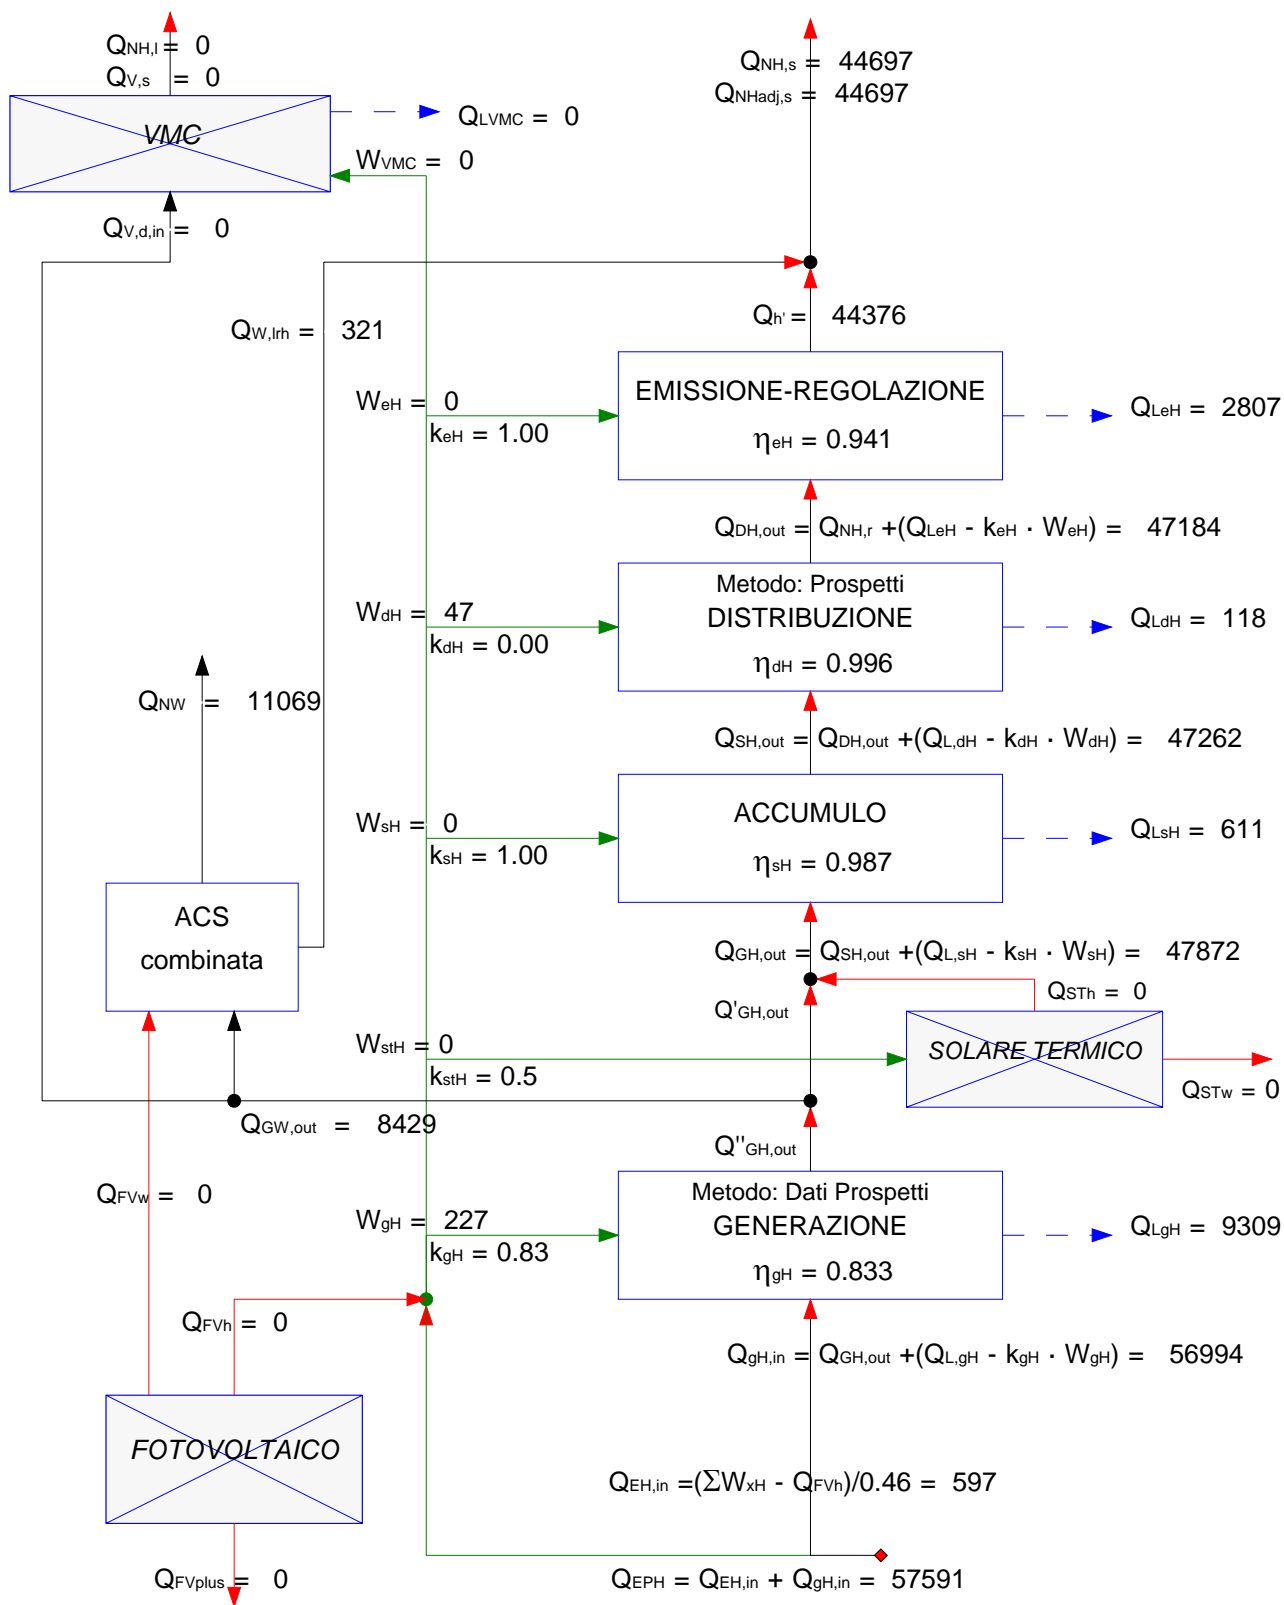 QNH,l = 0
QV,s = 0
QNH,s = 44697
QNHadj,s = 44697
QLVMC = 0
VMC
WVMC = 0
QV,d,in = 0
Qh' = 44376
QW,lrh = 321
EMISSIONE-REGOLAZIONE
WeH = 0
keH = 1.00
QLeH = 2807
ηeH = 0.941
QDH,out = QNH,r +(QLeH - keH · WeH) = 47184
Metodo: Prospetti
WdH = 47
DISTRIBUZIONE
QLdH = 118
kdH = 0.00
ηdH = 0.996
QNW = 11069
QSH,out = QDH,out +(QL,dH - kdH · WdH) = 47262
WsH = 0
ACCUMULO
QLsH = 611
ksH = 1.00
ηsH = 0.987
ACS
combinata
QGH,out = QSH,out +(QL,sH - ksH · WsH) = 47872
QSTh = 0
Q'GH,out
WstH = 0
SOLARE TERMICO
kstH = 0.5
QSTw = 0
QGW,out = 8429
Q''GH,out
QFVw = 0
Metodo: Dati Prospetti
WgH = 227
GENERAZIONE
QLgH = 9309
kgH = 0.83
ηgH = 0.833
QFVh = 0
QgH,in = QGH,out +(QL,gH - kgH · WgH) = 56994
FOTOVOLTAICO
QEH,in =(ΣWxH - QFVh)/0.46 = 597
QFVplus = 0
QEPH = QEH,in + QgH,in = 57591